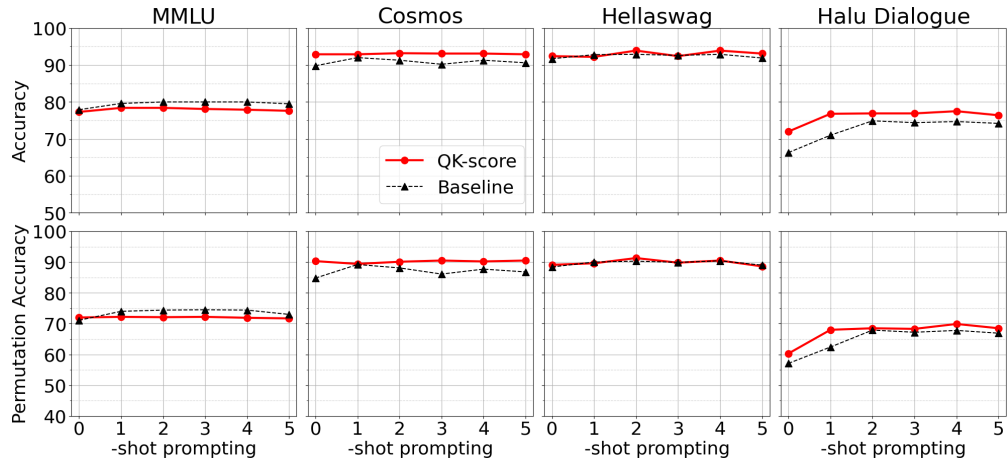 MMLU
Cosmos
Hellaswag
Halu Dialogue
Accuracy
100
90
80
70
60
50
QK-score
Baseline
Permutation Accuracy
100
90
80
70
60
50
40
0 1 2 3 4 5
-shot prompting
0 1 2 3 4 5
-shot prompting
0 1 2 3 4 5
-shot prompting
0 1 2 3 4 5
-shot prompting